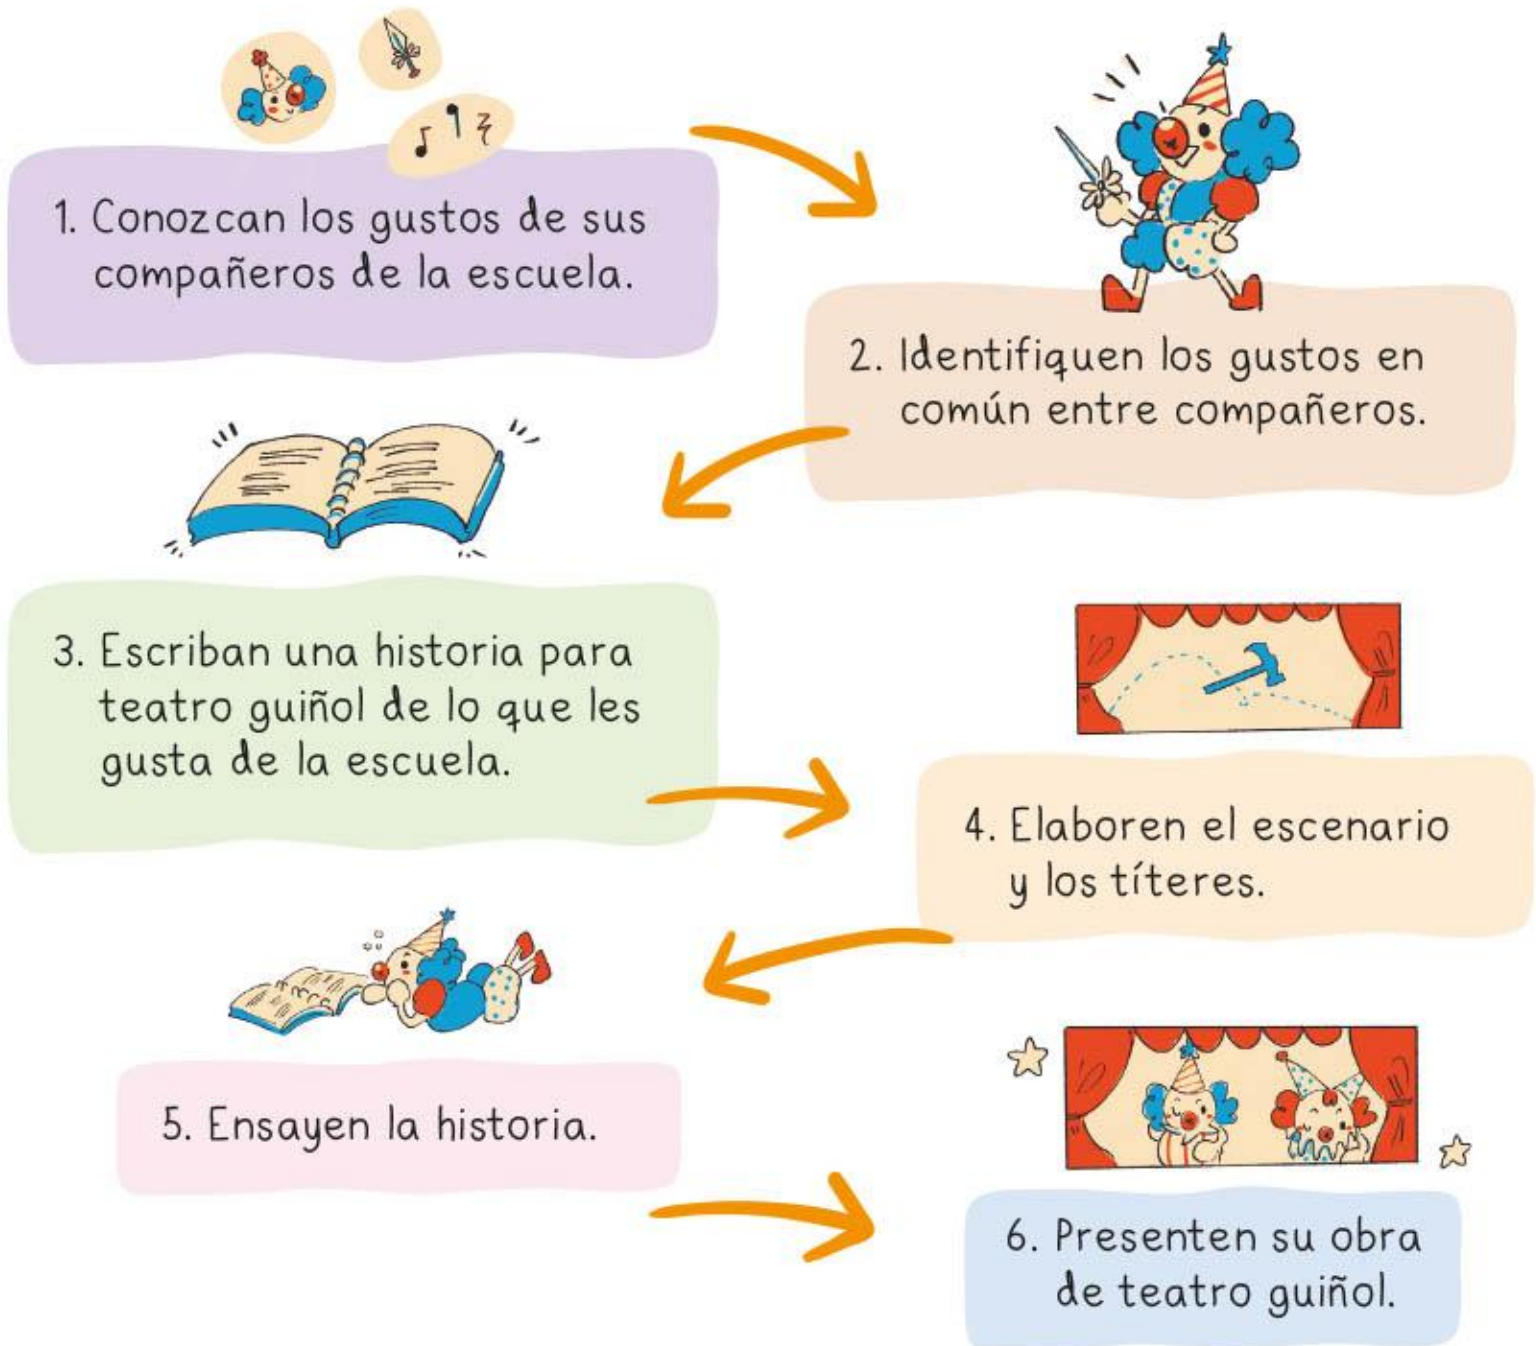 1. Conozcan los gustos de sus
compañeros de la escuela.
2. Identifiquen los gustos en
común entre compañeros.
3. Escriban una historia para
teatro guiñol de lo que les
gusta de la escuela.
4. Elaboren el escenario
y los títeres.
5. Ensayen la historia.
6. Presenten su obra
de teatro guiñol.